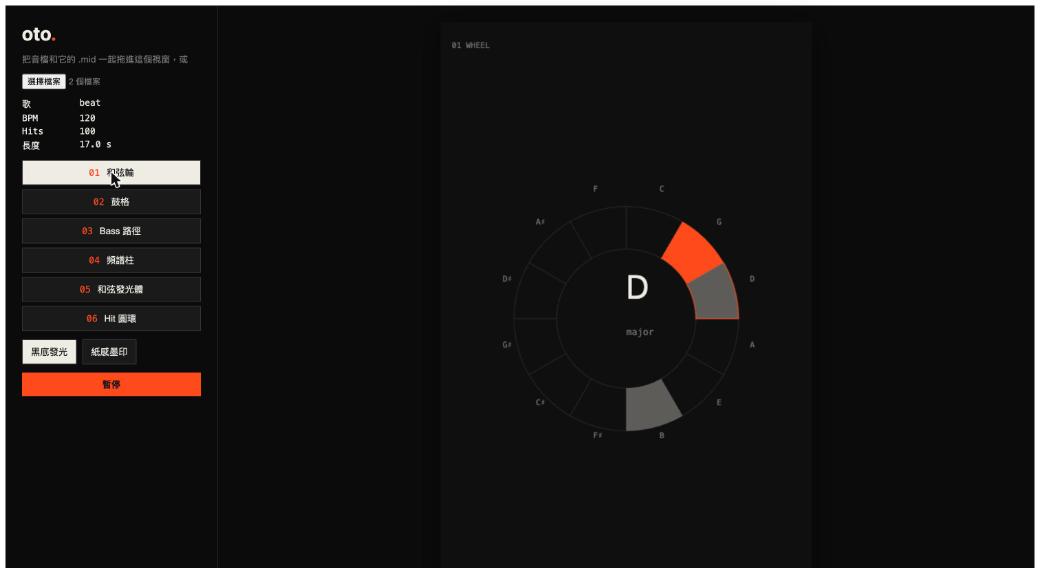 oto.
把音檔和它的 .mid 一起拖進這個視窗，或
選擇檔案 2 個檔案
歌 beat
BPM 120
Hits 100
長度 17.0 s
01 和弦輪
02 鼓格
03 Bass 路徑
04 頻譜柱
05 和弦發光體
06 Hit 圓環
黑底發光 紙感墨印
暫停
01 WHEEL
F C
A♯ G
D♯ D
D
major
G♯ A
C♯ E
F♯ B